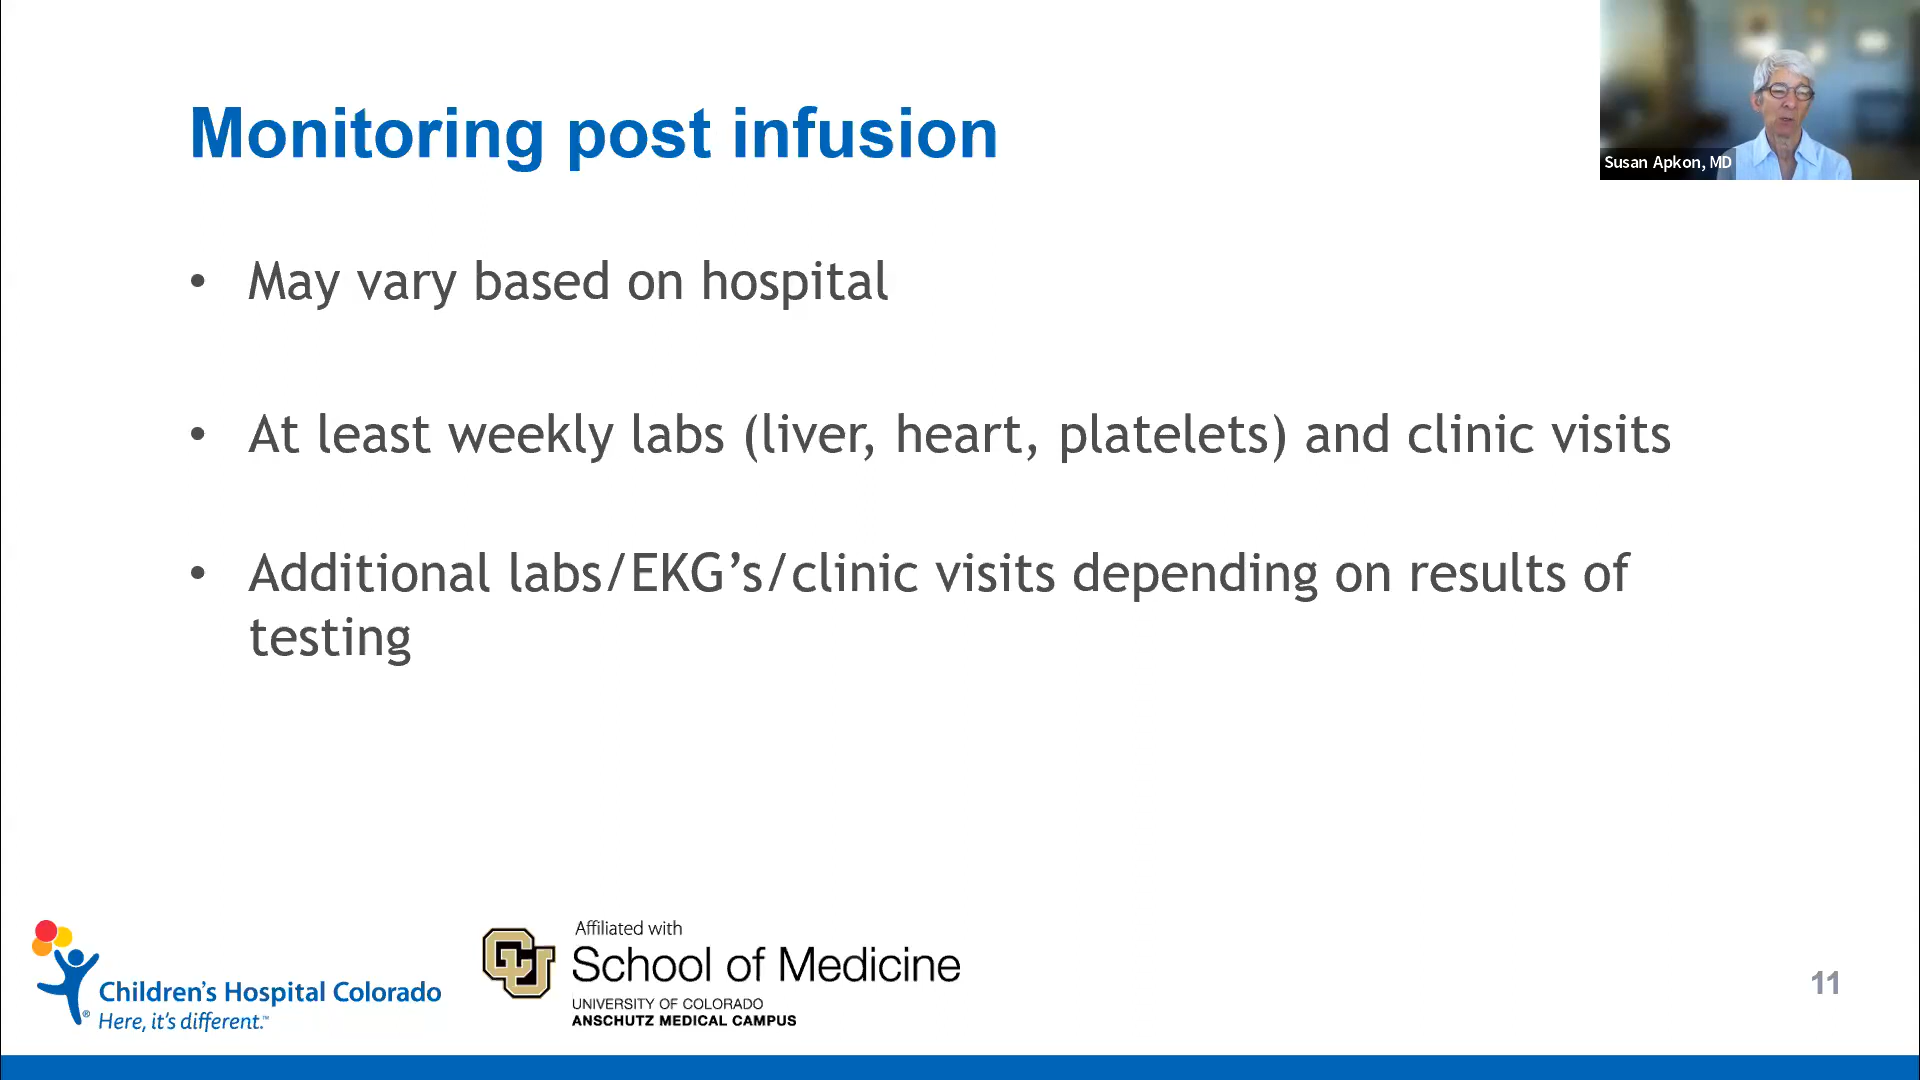 Monitoring post infusion
Susan Apkon, MD
• May vary based on hospital
• At least weekly labs (liver, heart, platelets) and clinic visits
• Additional labs/EKG’s/clinic visits depending on results of
testing
Children’s Hospital Colorado
Here, it’s different.™
®
CU
Affiliated with
School of Medicine
UNIVERSITY OF COLORADO
ANSCHUTZ MEDICAL CAMPUS
11